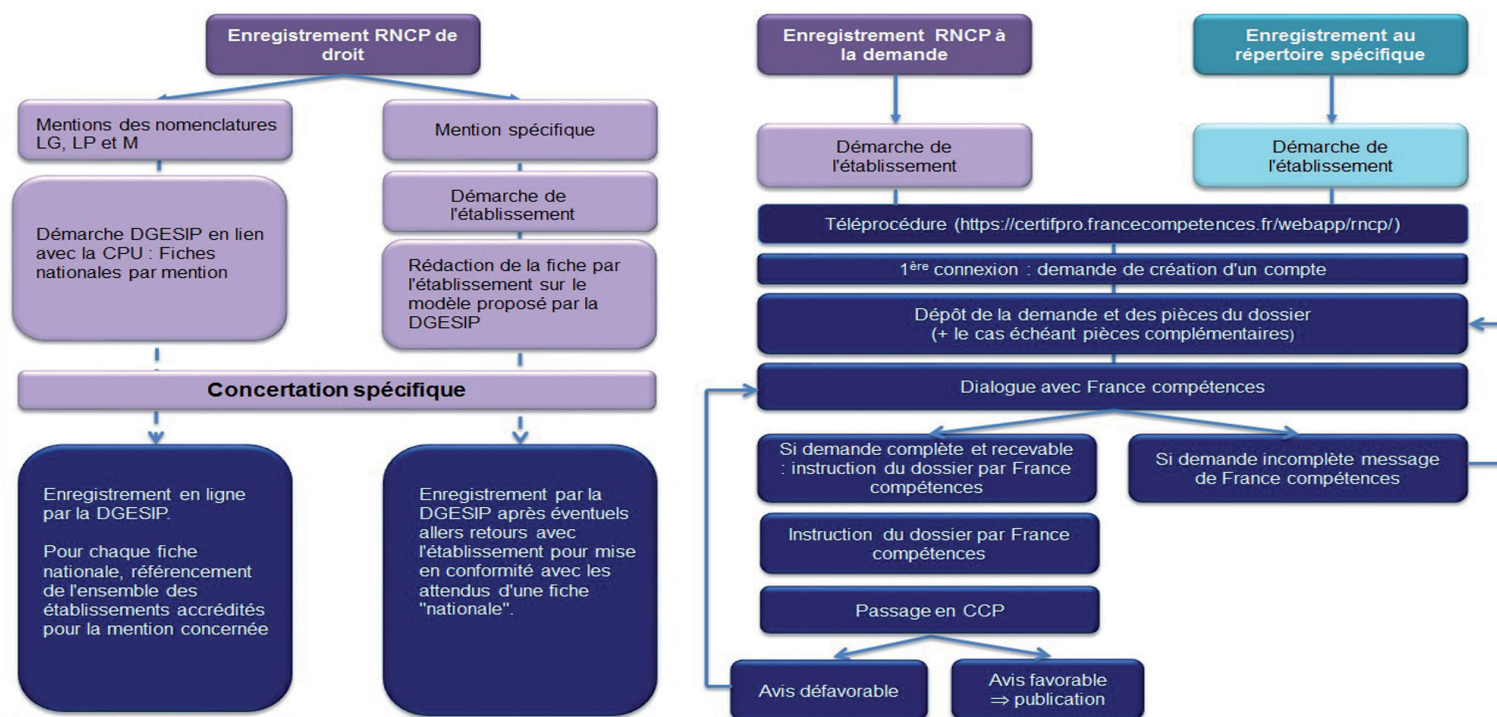 Enregistrement RNCP de
droit
Mentions des nomenclatures
LG, LP et M
Mention spécifique
Démarche DGESIP en lien
avec la CPU : Fiches
nationales par mention
Démarche de
l'établissement
Rédaction de la fiche par
l'établissement sur le
modèle proposé par la
DGESIP
Concertation spécifique
Enregistrement en ligne
par la DGESIP.
Pour chaque fiche
nationale, référencement
de l'ensemble des
établissements accrédités
pour la mention concernée
Enregistrement par la
DGESIP après éventuels
allers retours avec
l'établissement pour mise
en conformité avec les
attendus d'une fiche
"nationale".
Enregistrement RNCP à
la demande
Enregistrement au
répertoire spécifique
Démarche de
l'établissement
Démarche de
l'établissement
Téléprocédure (https://certifpro.francecompetences.fr/webapp/rncp/)
1ère connexion : demande de création d'un compte
Dépôt de la demande et des pièces du dossier
(+ le cas échéant pièces complémentaires)
Dialogue avec France compétences
Si demande complète et recevable
: instruction du dossier par France
compétences
Si demande incomplète message
de France compétences
Instruction du dossier par France
compétences
Passage en CCP
Avis défavorable
Avis favorable
⇒ publication